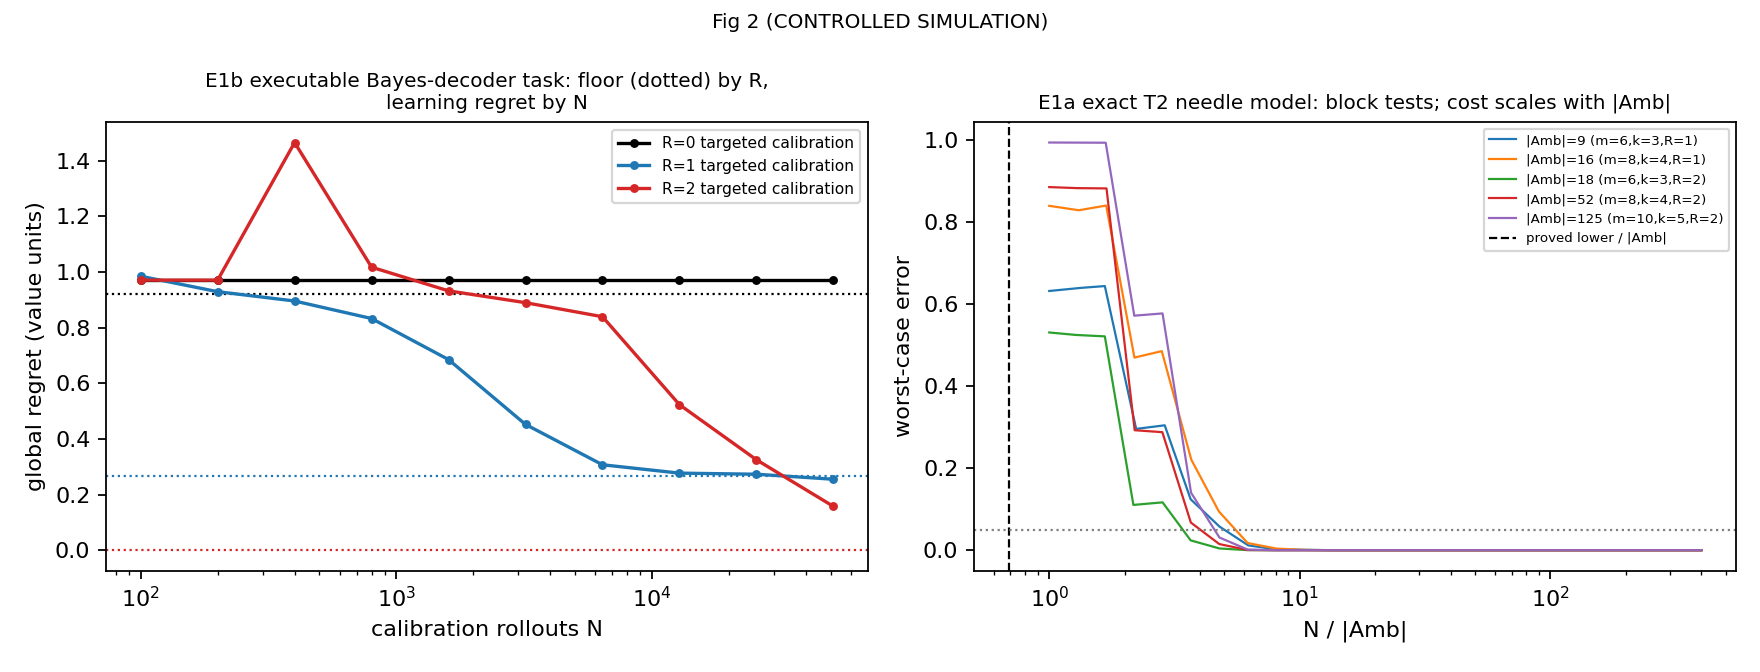 Fig 2 (CONTROLLED SIMULATION)
E1b executable Bayes-decoder task: floor (dotted) by R,
learning regret by N
global regret (value units)
1.4
1.2
1.0
0.8
0.6
0.4
0.2
0.0
R=0 targeted calibration
R=1 targeted calibration
R=2 targeted calibration
10²
10³
10⁴
calibration rollouts N
E1a exact T2 needle model: block tests; cost scales with |Amb|
worst-case error
1.0
0.8
0.6
0.4
0.2
0.0
|Amb|=9 (m=6,k=3,R=1)
|Amb|=16 (m=8,k=4,R=1)
|Amb|=18 (m=6,k=3,R=2)
|Amb|=52 (m=8,k=4,R=2)
|Amb|=125 (m=10,k=5,R=2)
proved lower / |Amb|
10⁰
10¹
10²
N / |Amb|